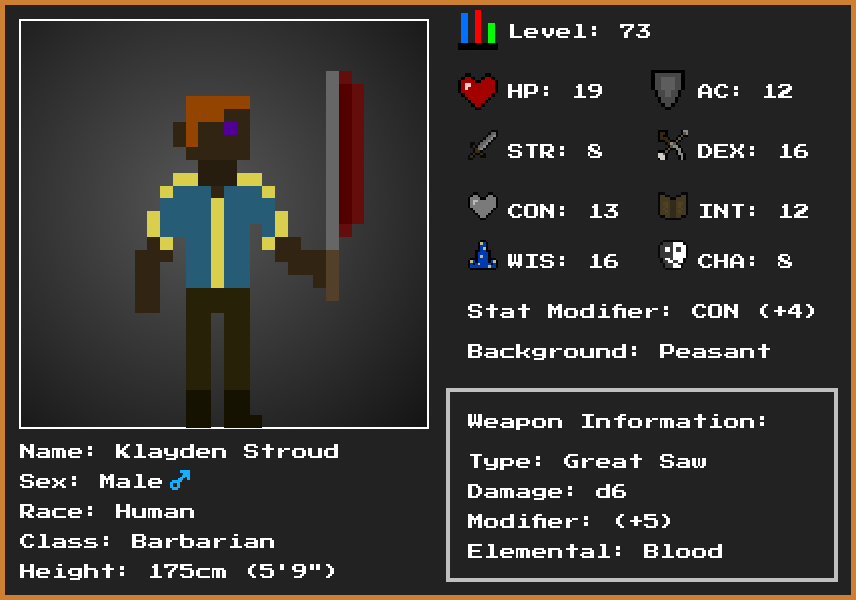 Level: 73
HP: 19 AC: 12
STR: 8 DEX: 16
CON: 13 INT: 12
WIS: 16 CHA: 8
Stat Modifier: CON (+4)
Background: Peasant
Weapon Information:
Type: Great Saw
Damage: d6
Modifier: (+5)
Elemental: Blood
Name: Klayden Stroud
Sex: Male ♂
Race: Human
Class: Barbarian
Height: 175cm (5'9")